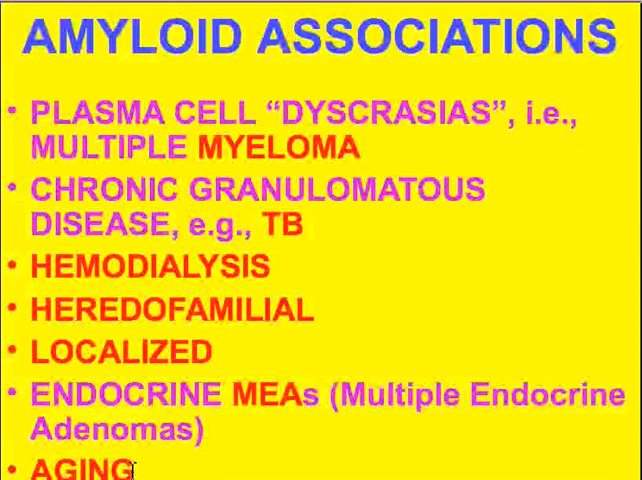 AMYLOID ASSOCIATIONS
• PLASMA CELL “DYSCRASIAS”, i.e.,
MULTIPLE MYELOMA
• CHRONIC GRANULOMATOUS
DISEASE, e.g., TB
• HEMODIALYSIS
• HEREDOFAMILIAL
• LOCALIZED
• ENDOCRINE MEAs (Multiple Endocrine
Adenomas)
• AGING